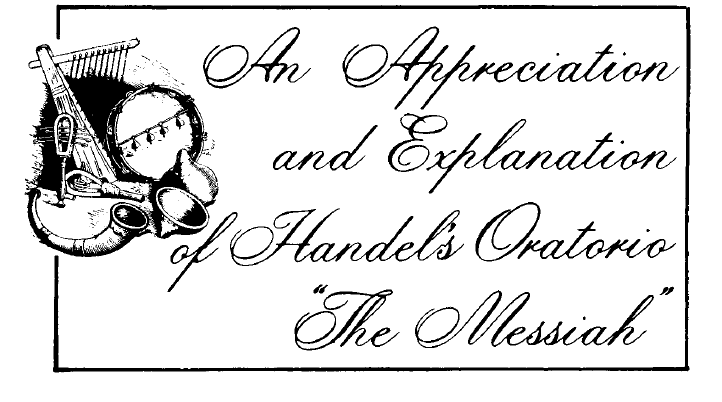 An Appreciation
and Explanation
of Handel's Oratorio
"The Messiah"